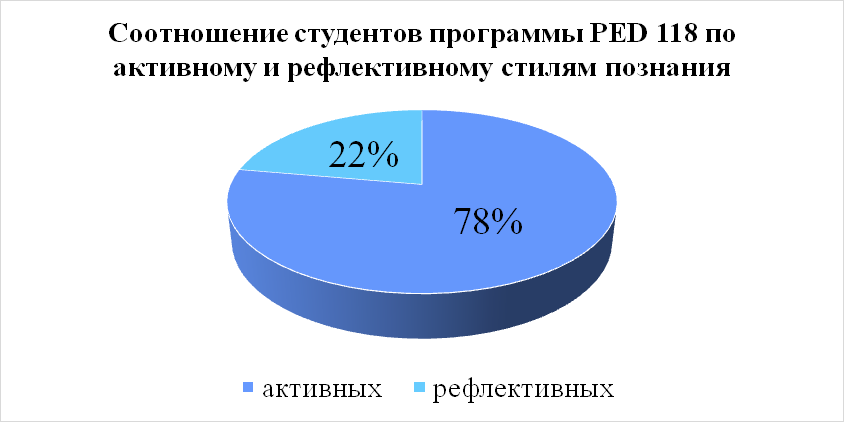 Соотношение студентов программы PED 118 по
активному и рефлективному стилям познания
22%
78%
активных
рефлективных